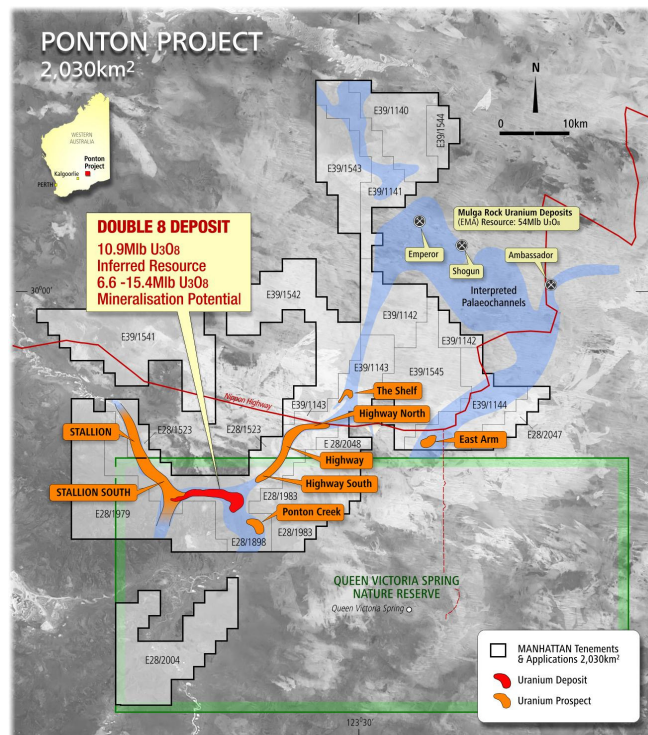 PONTON PROJECT
2,030km²
WESTERN
AUSTRALIA
Ponton
Project
Kalgoorlie
PERTH
N
0 10km
E39/1140
E39/1544
E39/1543
E39/1141
DOUBLE 8 DEPOSIT
10.9Mlb U3O8
Inferred Resource
6.6 -15.4Mlb U3O8
Mineralisation Potential
Mulga Rock Uranium Deposits
(EMA) Resource: 54Mlb U3O8
Emperor
Shogun
Ambassador
Interpreted
Palaeochannels
30°00'
E39/1542
E39/1541
E39/1142
E39/1142
E39/1143
E39/1545
The Shelf
Nippon Highway
E39/1143
E39/1144
Highway North
STALLION
E28/1523
E28/1523
E 28/2048
East Arm
E28/2047
Highway
Highway South
STALLION SOUTH
E28/1983
E28/1979
Ponton Creek
E28/1983
E28/1898
QUEEN VICTORIA SPRING
NATURE RESERVE
Queen Victoria Spring
E28/2004
MANHATTAN Tenements
& Applications 2,030km²
Uranium Deposit
Uranium Prospect
123°30'